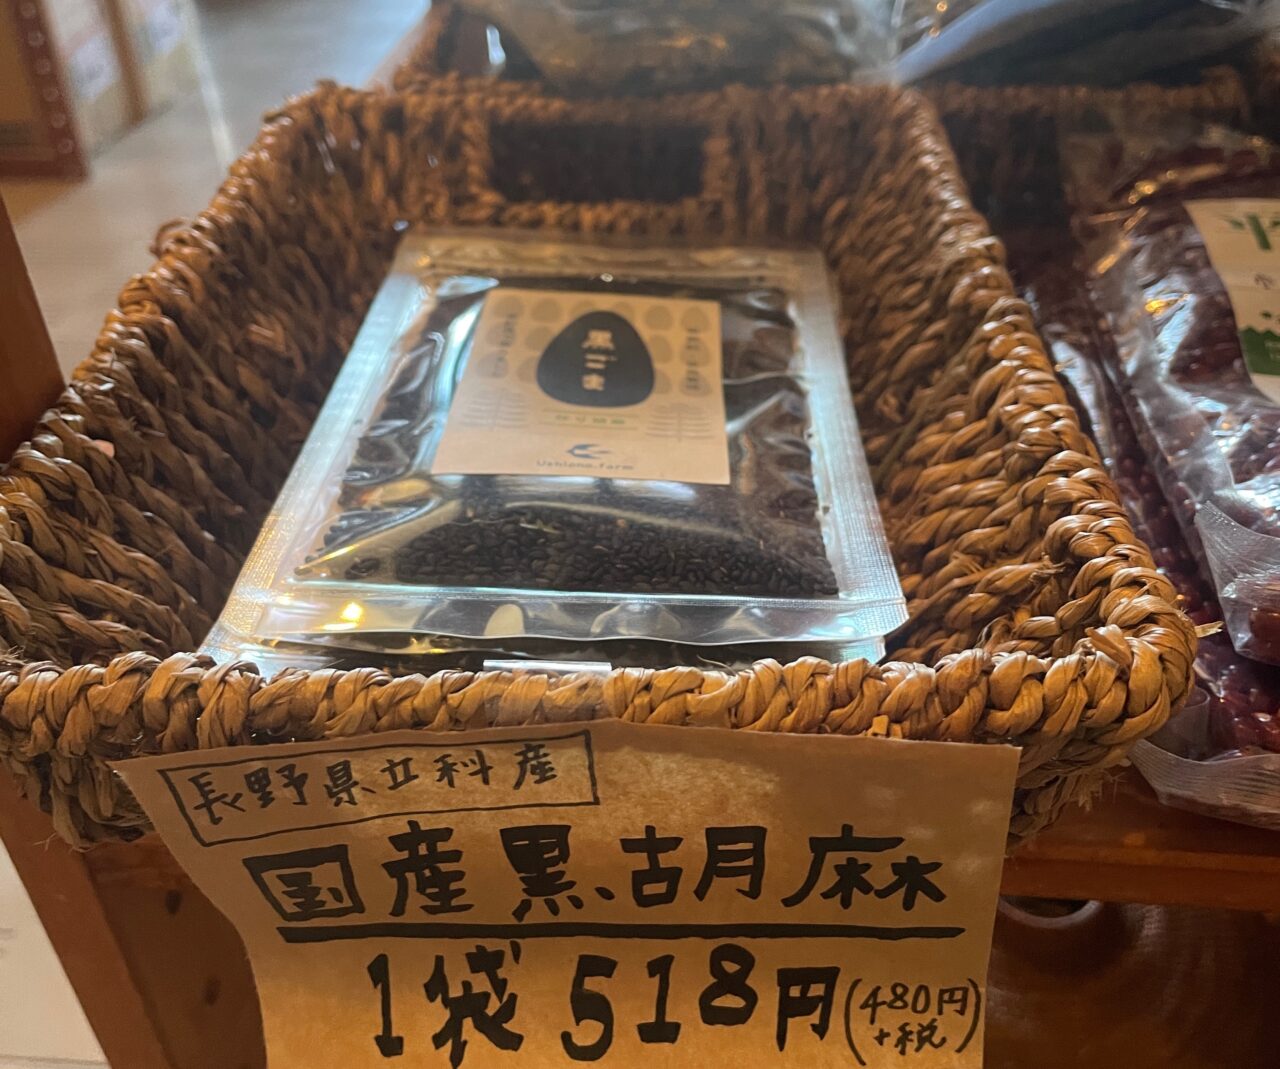 黒ごま
Ushiono.farm
長野県立科産
国産黒胡麻
1袋 518円(480円
+税)